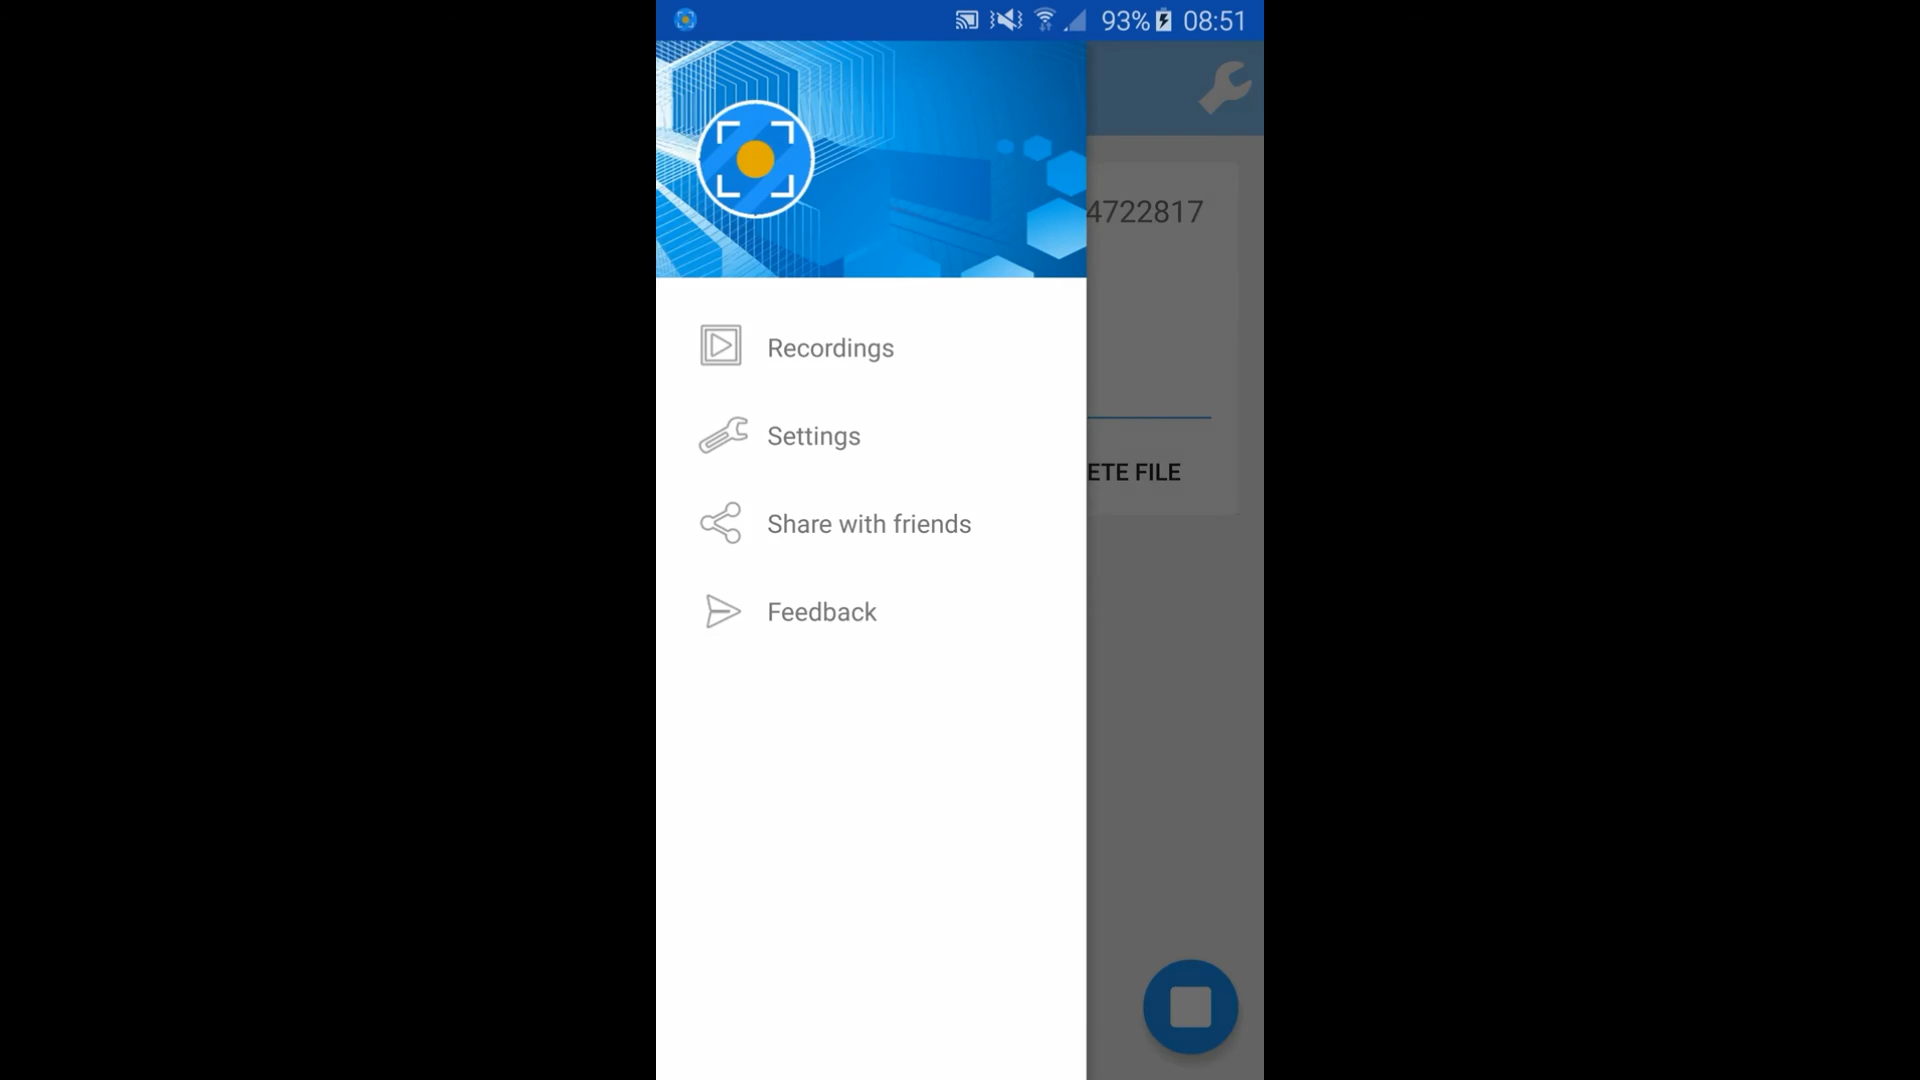 93% 08:51
4722817
Recordings
Settings
ETE FILE
Share with friends
Feedback